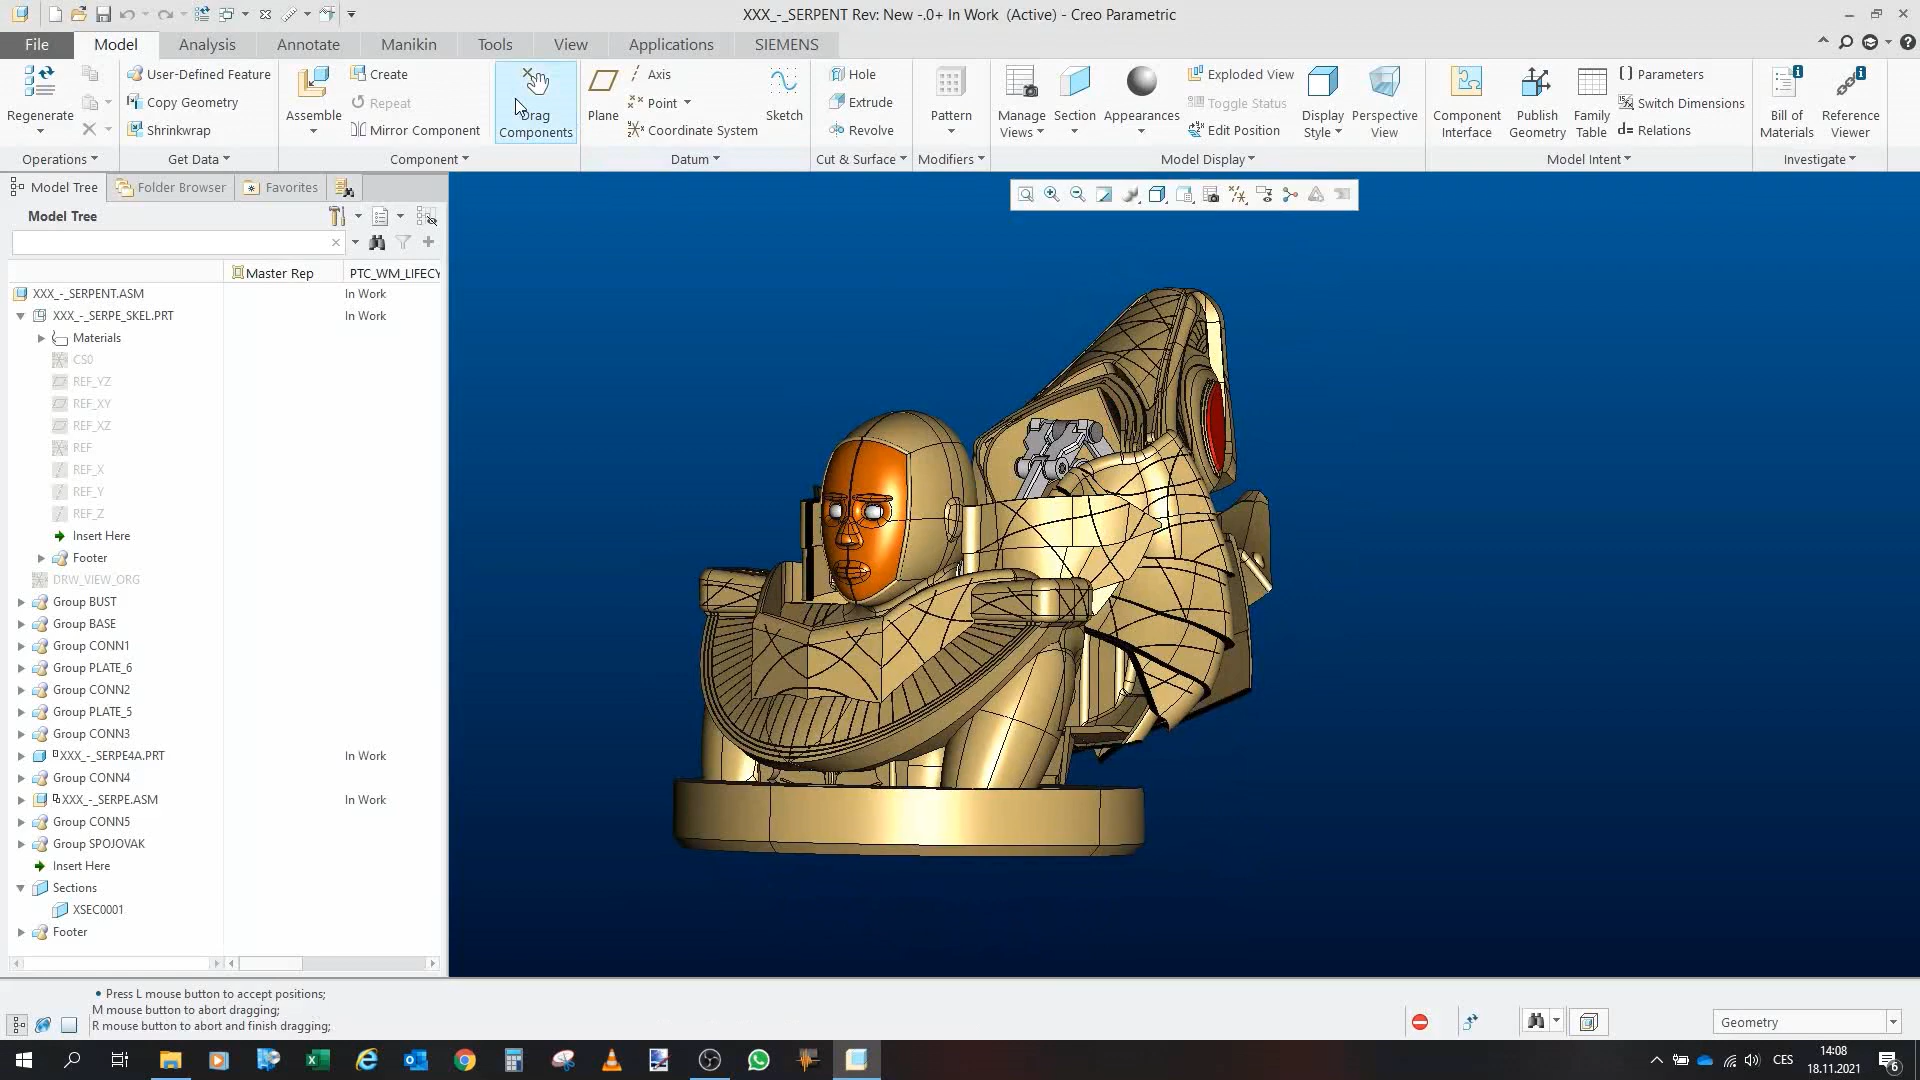 XXX_-_SERPENT Rev: New -.0+ In Work (Active) - Creo Parametric
File Model Analysis Annotate Manikin Tools View Applications SIEMENS
Regenerate
Operations
User-Defined Feature
Copy Geometry
Shrinkwrap
Get Data
Assemble
Create
Repeat
Mirror Component
Component
Drag
Components
Plane
Axis
Point
Coordinate System
Sketch
Datum
Hole
Extrude
Revolve
Cut & Surface
Pattern
Modifiers
Manage
Views
Section
Appearances
Exploded View
Toggle Status
Edit Position
Display
Style
Perspective
View
Model Display
Component
Interface
Publish
Geometry
Family
Table
Parameters
Switch Dimensions
d= Relations
Model Intent
Bill of
Materials
Reference
Viewer
Investigate
Model Tree Folder Browser Favorites
Model Tree
Master Rep PTC_WM_LIFECY
XXX_-_SERPENT.ASM In Work
XXX_-_SERPE_SKEL.PRT In Work
Materials
CS0
REF_YZ
REF_XY
REF_XZ
REF
REF_X
REF_Y
REF_Z
Insert Here
Footer
DRW_VIEW_ORG
Group BUST
Group BASE
Group CONN1
Group PLATE_6
Group CONN2
Group PLATE_5
Group CONN3
XXX_-_SERPE4A.PRT In Work
Group CONN4
XXX_-_SERPE.ASM In Work
Group CONN5
Group SPOJOVAK
Insert Here
Sections
XSEC0001
Footer
• Press L mouse button to accept positions;
M mouse button to abort dragging;
R mouse button to abort and finish dragging;
Geometry
CES
14:08
18.11.2021
6